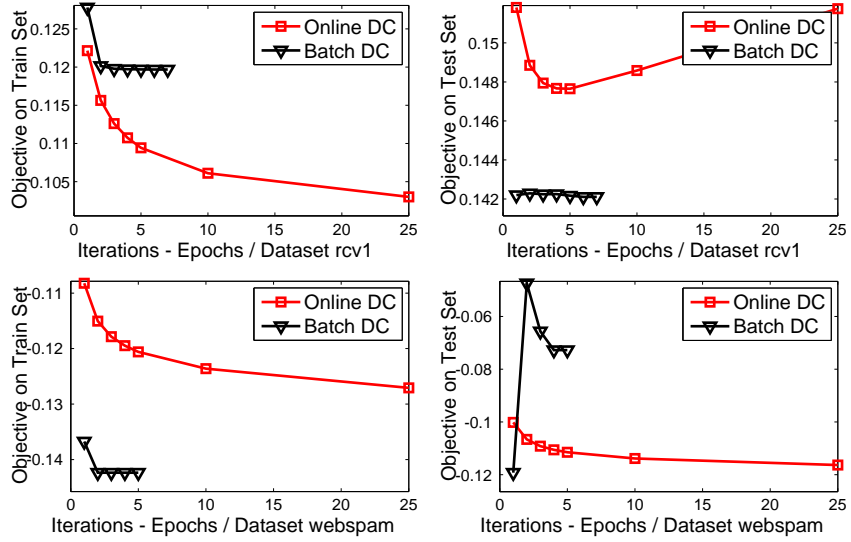 Objective on Train Set
0.125
0.12
0.115
0.11
0.105
0 5 10 15 20 25
Iterations - Epochs / Dataset rcv1
Online DC
Batch DC
Objective on Test Set
0.15
0.148
0.146
0.144
0.142
0 5 10 15 20 25
Iterations - Epochs / Dataset rcv1
Online DC
Batch DC
Objective on Train Set
-0.11
-0.12
-0.13
-0.14
0 5 10 15 20 25
Iterations - Epochs / Dataset webspam
Online DC
Batch DC
Objective on Test Set
-0.06
-0.08
-0.1
-0.12
0 5 10 15 20 25
Iterations - Epochs / Dataset webspam
Online DC
Batch DC